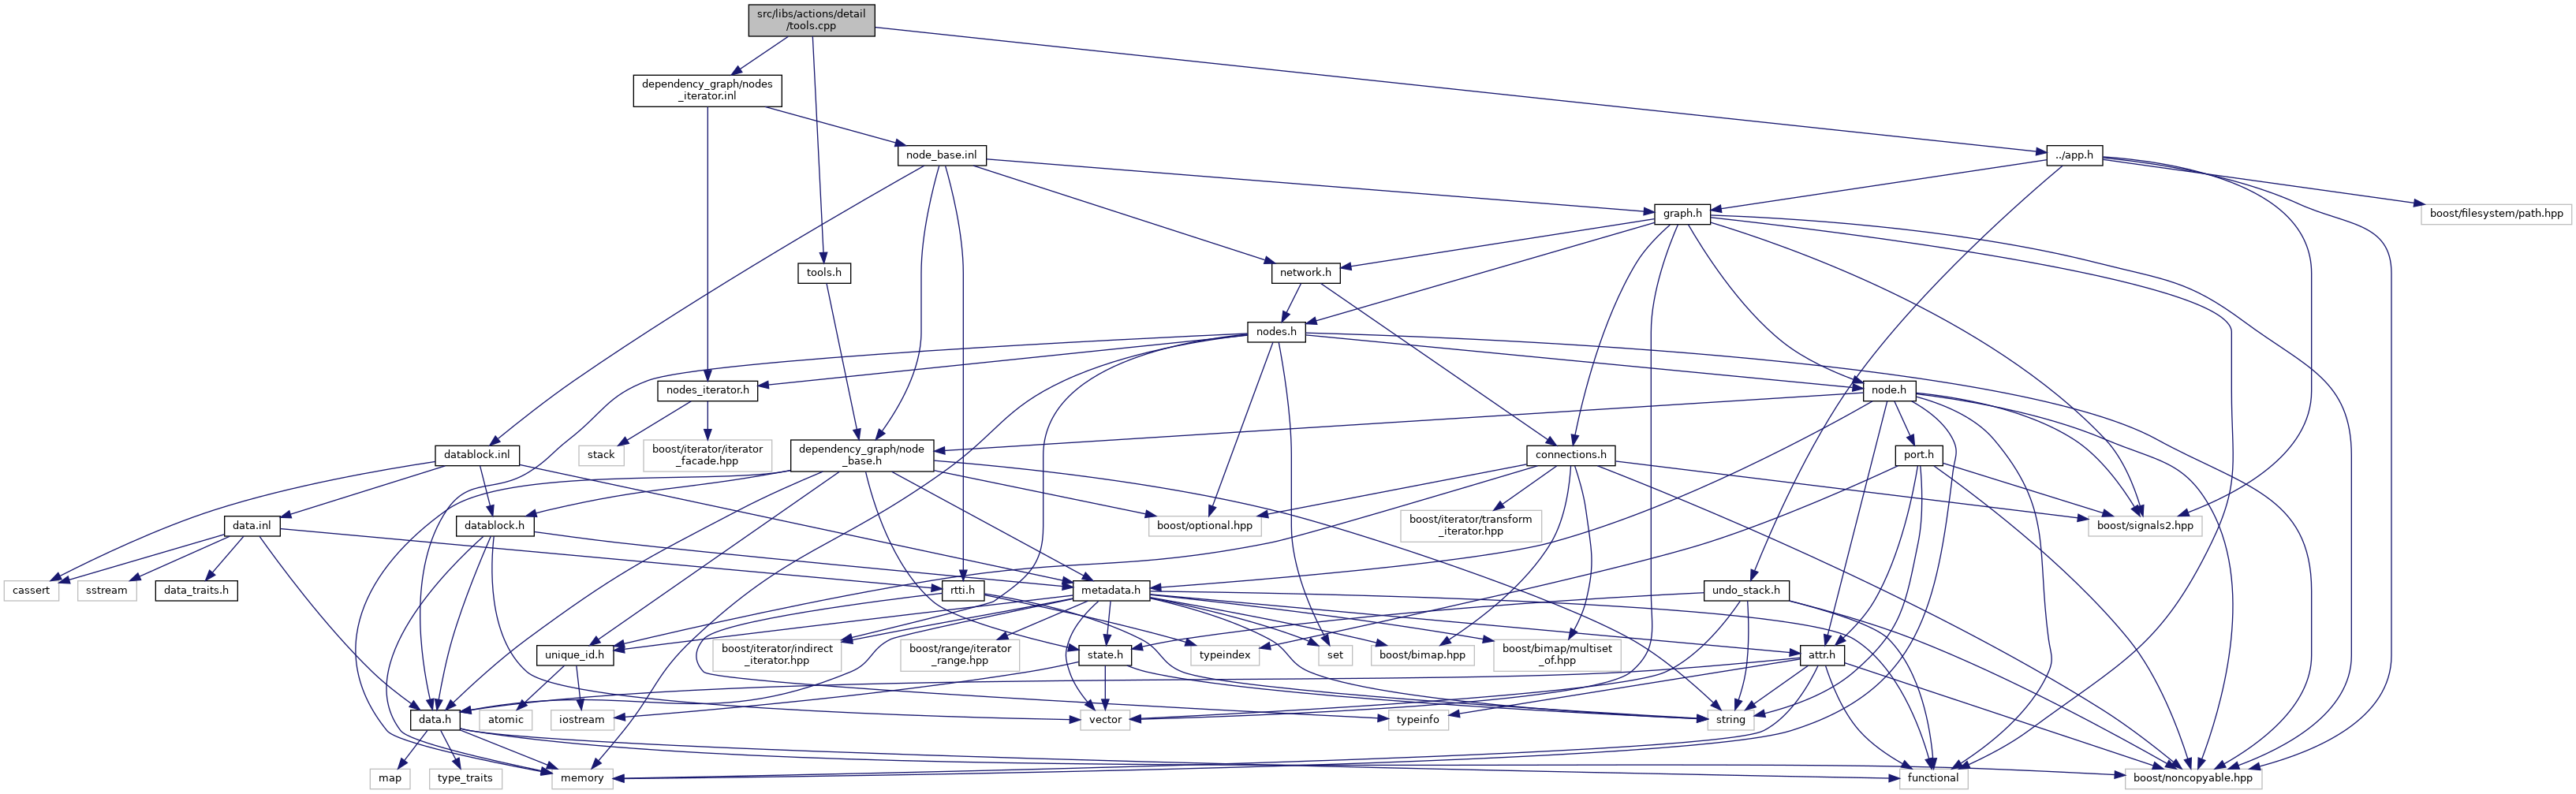 src/libs/actions/detail
/tools.cpp
dependency_graph/nodes
_iterator.inl
node_base.inl
../app.h
graph.h
boost/filesystem/path.hpp
tools.h
network.h
nodes.h
nodes_iterator.h
node.h
stack
boost/iterator/iterator
_facade.hpp
datablock.inl
dependency_graph/node
_base.h
connections.h
port.h
data.inl
datablock.h
boost/optional.hpp
boost/iterator/transform
_iterator.hpp
boost/signals2.hpp
cassert
sstream
data_traits.h
rtti.h
metadata.h
undo_stack.h
unique_id.h
boost/iterator/indirect
_iterator.hpp
boost/range/iterator
_range.hpp
state.h
typeindex
set
boost/bimap.hpp
boost/bimap/multiset
_of.hpp
attr.h
data.h
atomic
iostream
vector
typeinfo
string
map
type_traits
memory
functional
boost/noncopyable.hpp